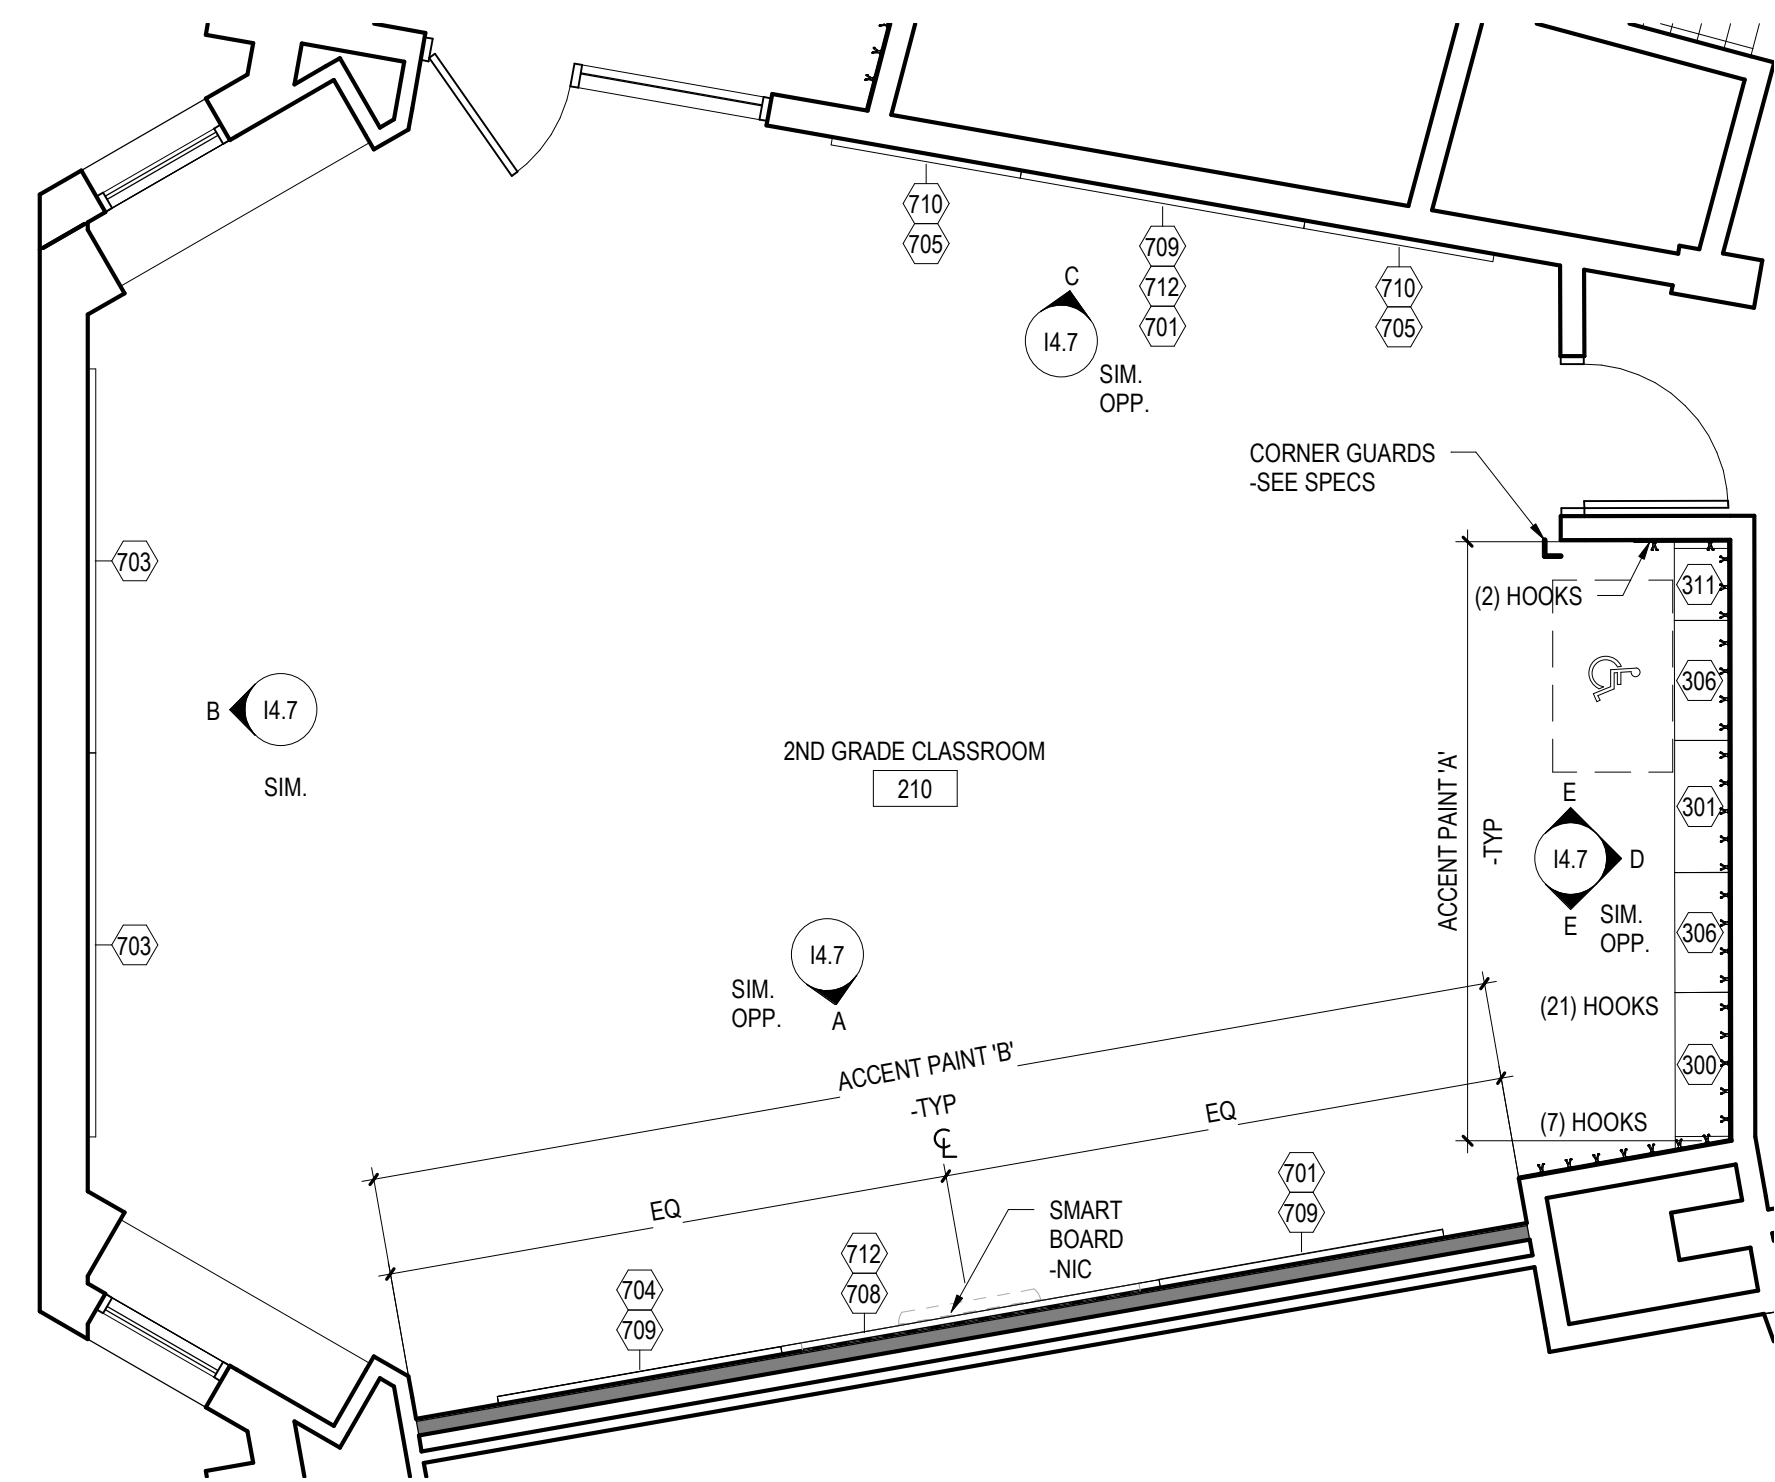 710
705
709
712
701
710
705
C
I4.7
SIM.
OPP.
CORNER GUARDS
-SEE SPECS
703
(2) HOOKS
311
306
B
I4.7
SIM.
2ND GRADE CLASSROOM
210
ACCENT PAINT 'A'
-TYP
301
E
I4.7
D
E
SIM.
OPP.
306
703
I4.7
SIM.
OPP.
A
(21) HOOKS
300
(7) HOOKS
ACCENT PAINT 'B'
-TYP
CL
EQ
EQ
701
709
SMART
BOARD
-NIC
712
708
704
709